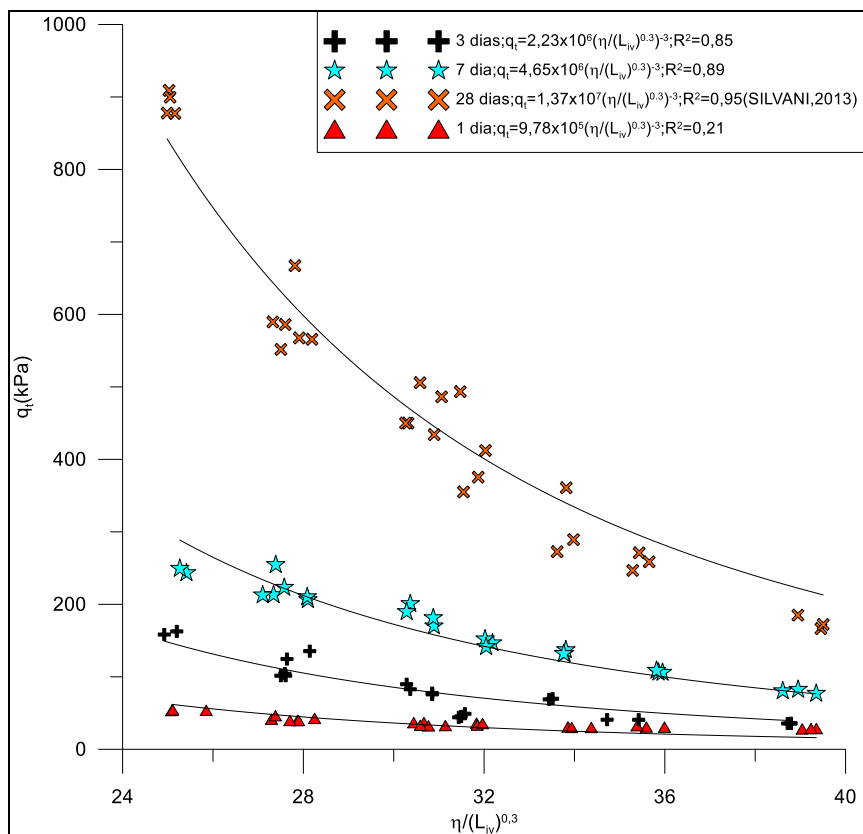 1000
3 dias;qₜ=2,23x10⁶(η/(Lᵢᵥ)⁰·³)⁻³;R²=0,85
7 dia;qₜ=4,65x10⁶(η/(Lᵢᵥ)⁰·³)⁻³;R²=0,89
28 dias;qₜ=1,37x10⁷(η/(Lᵢᵥ)⁰·³)⁻³;R²=0,95(SILVANI,2013)
1 dia;qₜ=9,78x10⁵(η/(Lᵢᵥ)⁰·³)⁻³;R²=0,21
800
600
qₜ(kPa)
400
200
0
24 28 32 36 40
η/(Lᵢᵥ)⁰,³